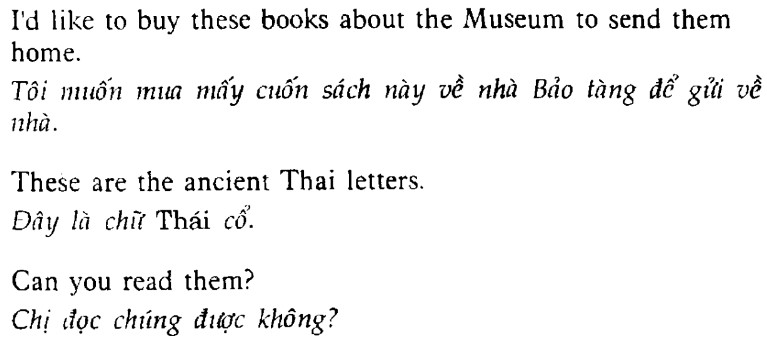 I'd like to buy these books about the Museum to send them
home.
Tôi muốn mua mấy cuốn sách này về nhà Bảo tàng để gửi về
nhà.
These are the ancient Thai letters.
Đây là chữ Thái cổ.
Can you read them?
Chị đọc chúng được không?